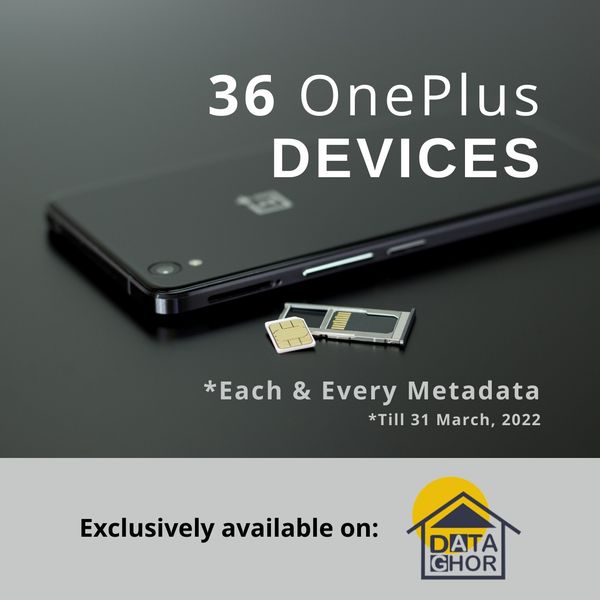 36 OnePlus
DEVICES
*Each & Every Metadata
*Till 31 March, 2022
Exclusively available on:
DATA
GHOR